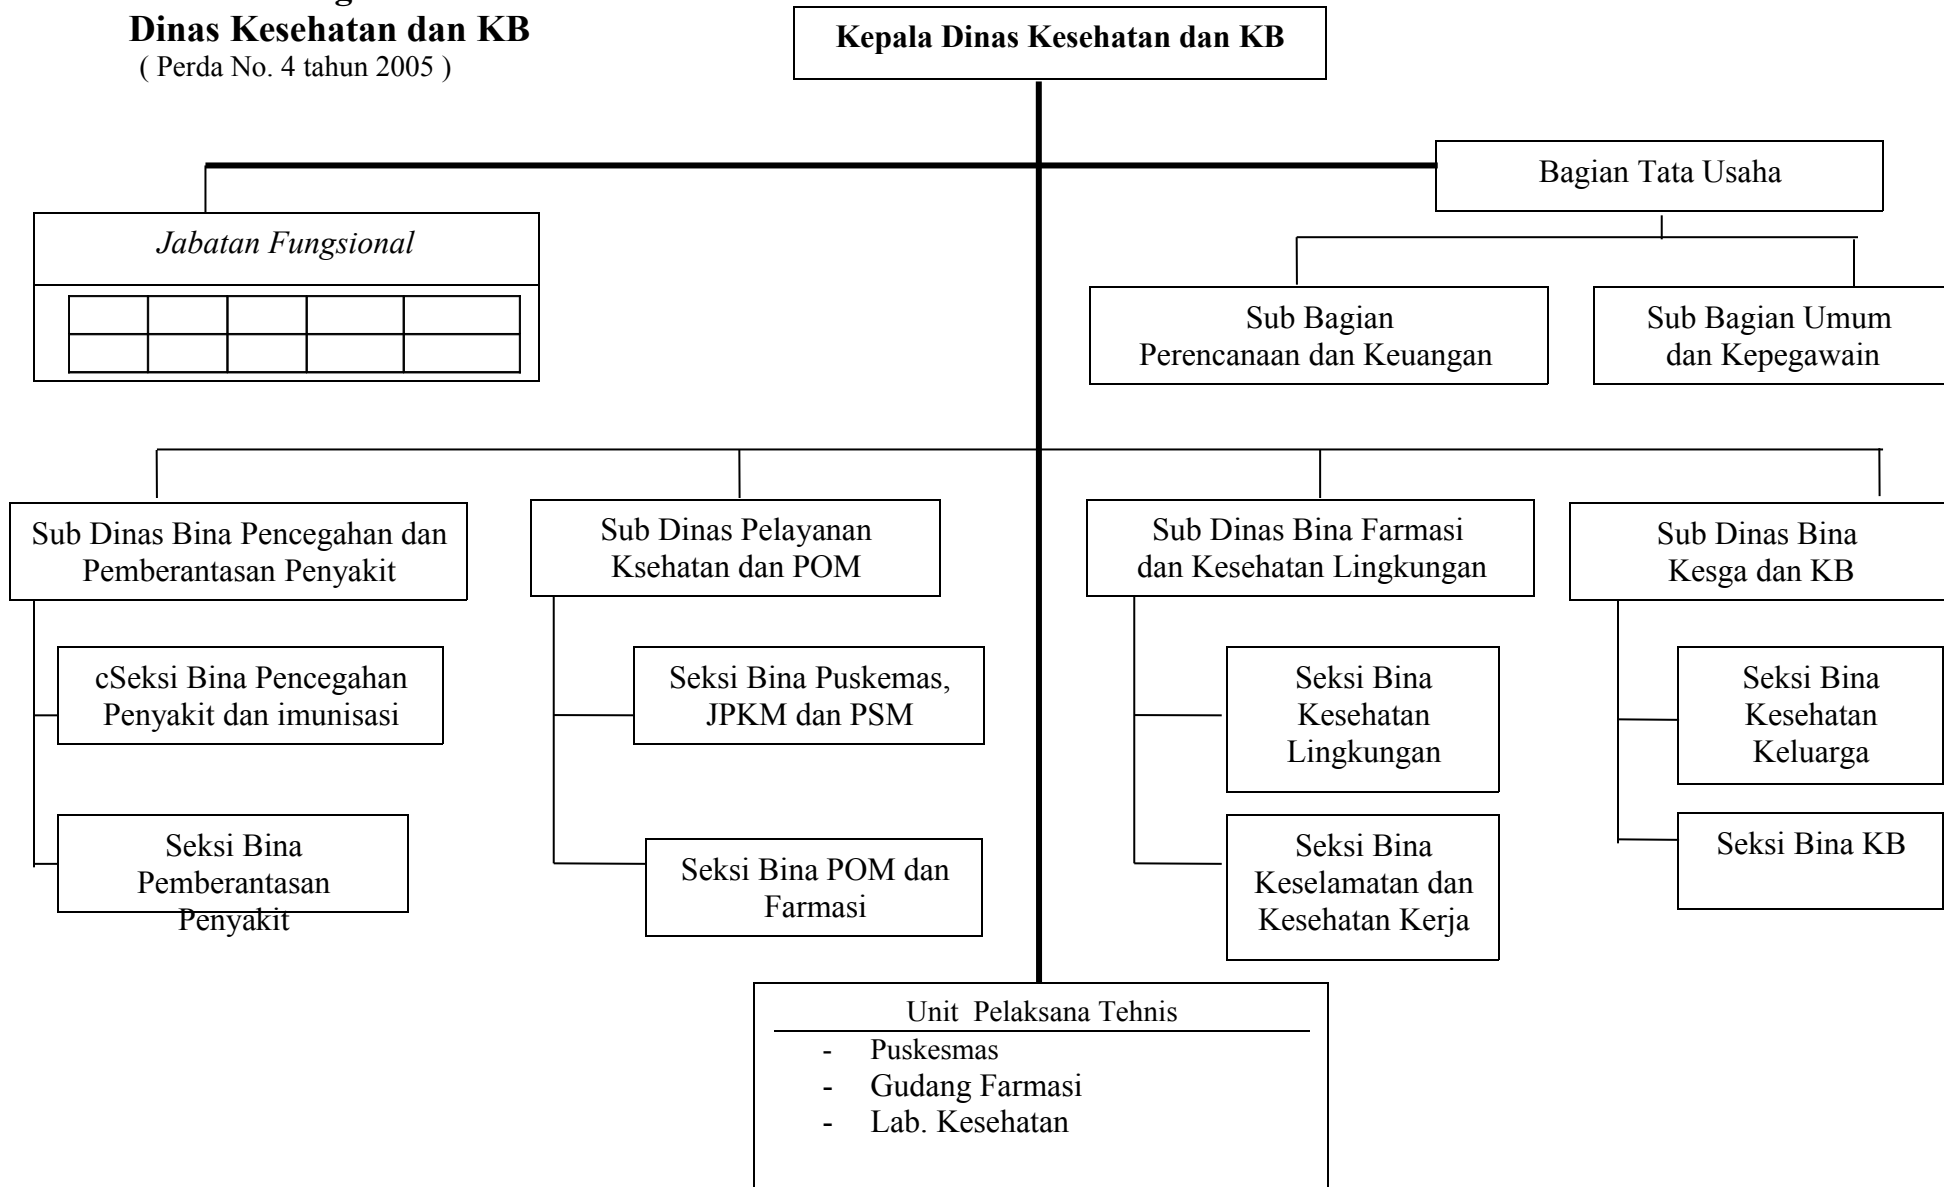 Dinas Kesehatan dan KB
( Perda No. 4 tahun 2005 )
Kepala Dinas Kesehatan dan KB
Bagian Tata Usaha
Jabatan Fungsional
Sub Bagian
Perencanaan dan Keuangan
Sub Bagian Umum
dan Kepegawain
Sub Dinas Bina Pencegahan dan
Pemberantasan Penyakit
Sub Dinas Pelayanan
Ksehatan dan POM
Sub Dinas Bina Farmasi
dan Kesehatan Lingkungan
Sub Dinas Bina
Kesga dan KB
cSeksi Bina Pencegahan
Penyakit dan imunisasi
Seksi Bina Puskemas,
JPKM dan PSM
Seksi Bina
Kesehatan
Lingkungan
Seksi Bina
Kesehatan
Keluarga
Seksi Bina
Pemberantasan
Penyakit
Seksi Bina POM dan
Farmasi
Seksi Bina
Keselamatan dan
Kesehatan Kerja
Seksi Bina KB
Unit Pelaksana Tehnis
- Puskesmas
- Gudang Farmasi
- Lab. Kesehatan